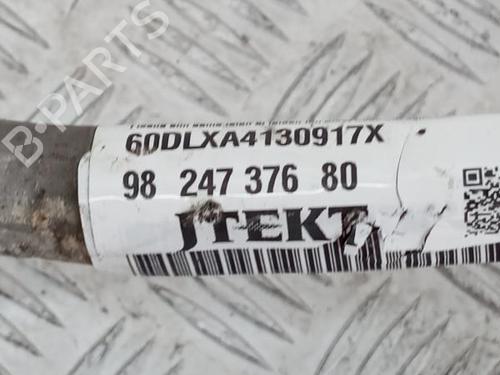 60DLXA4130917X
98 247 376 80
JTEKT
B-PARTS